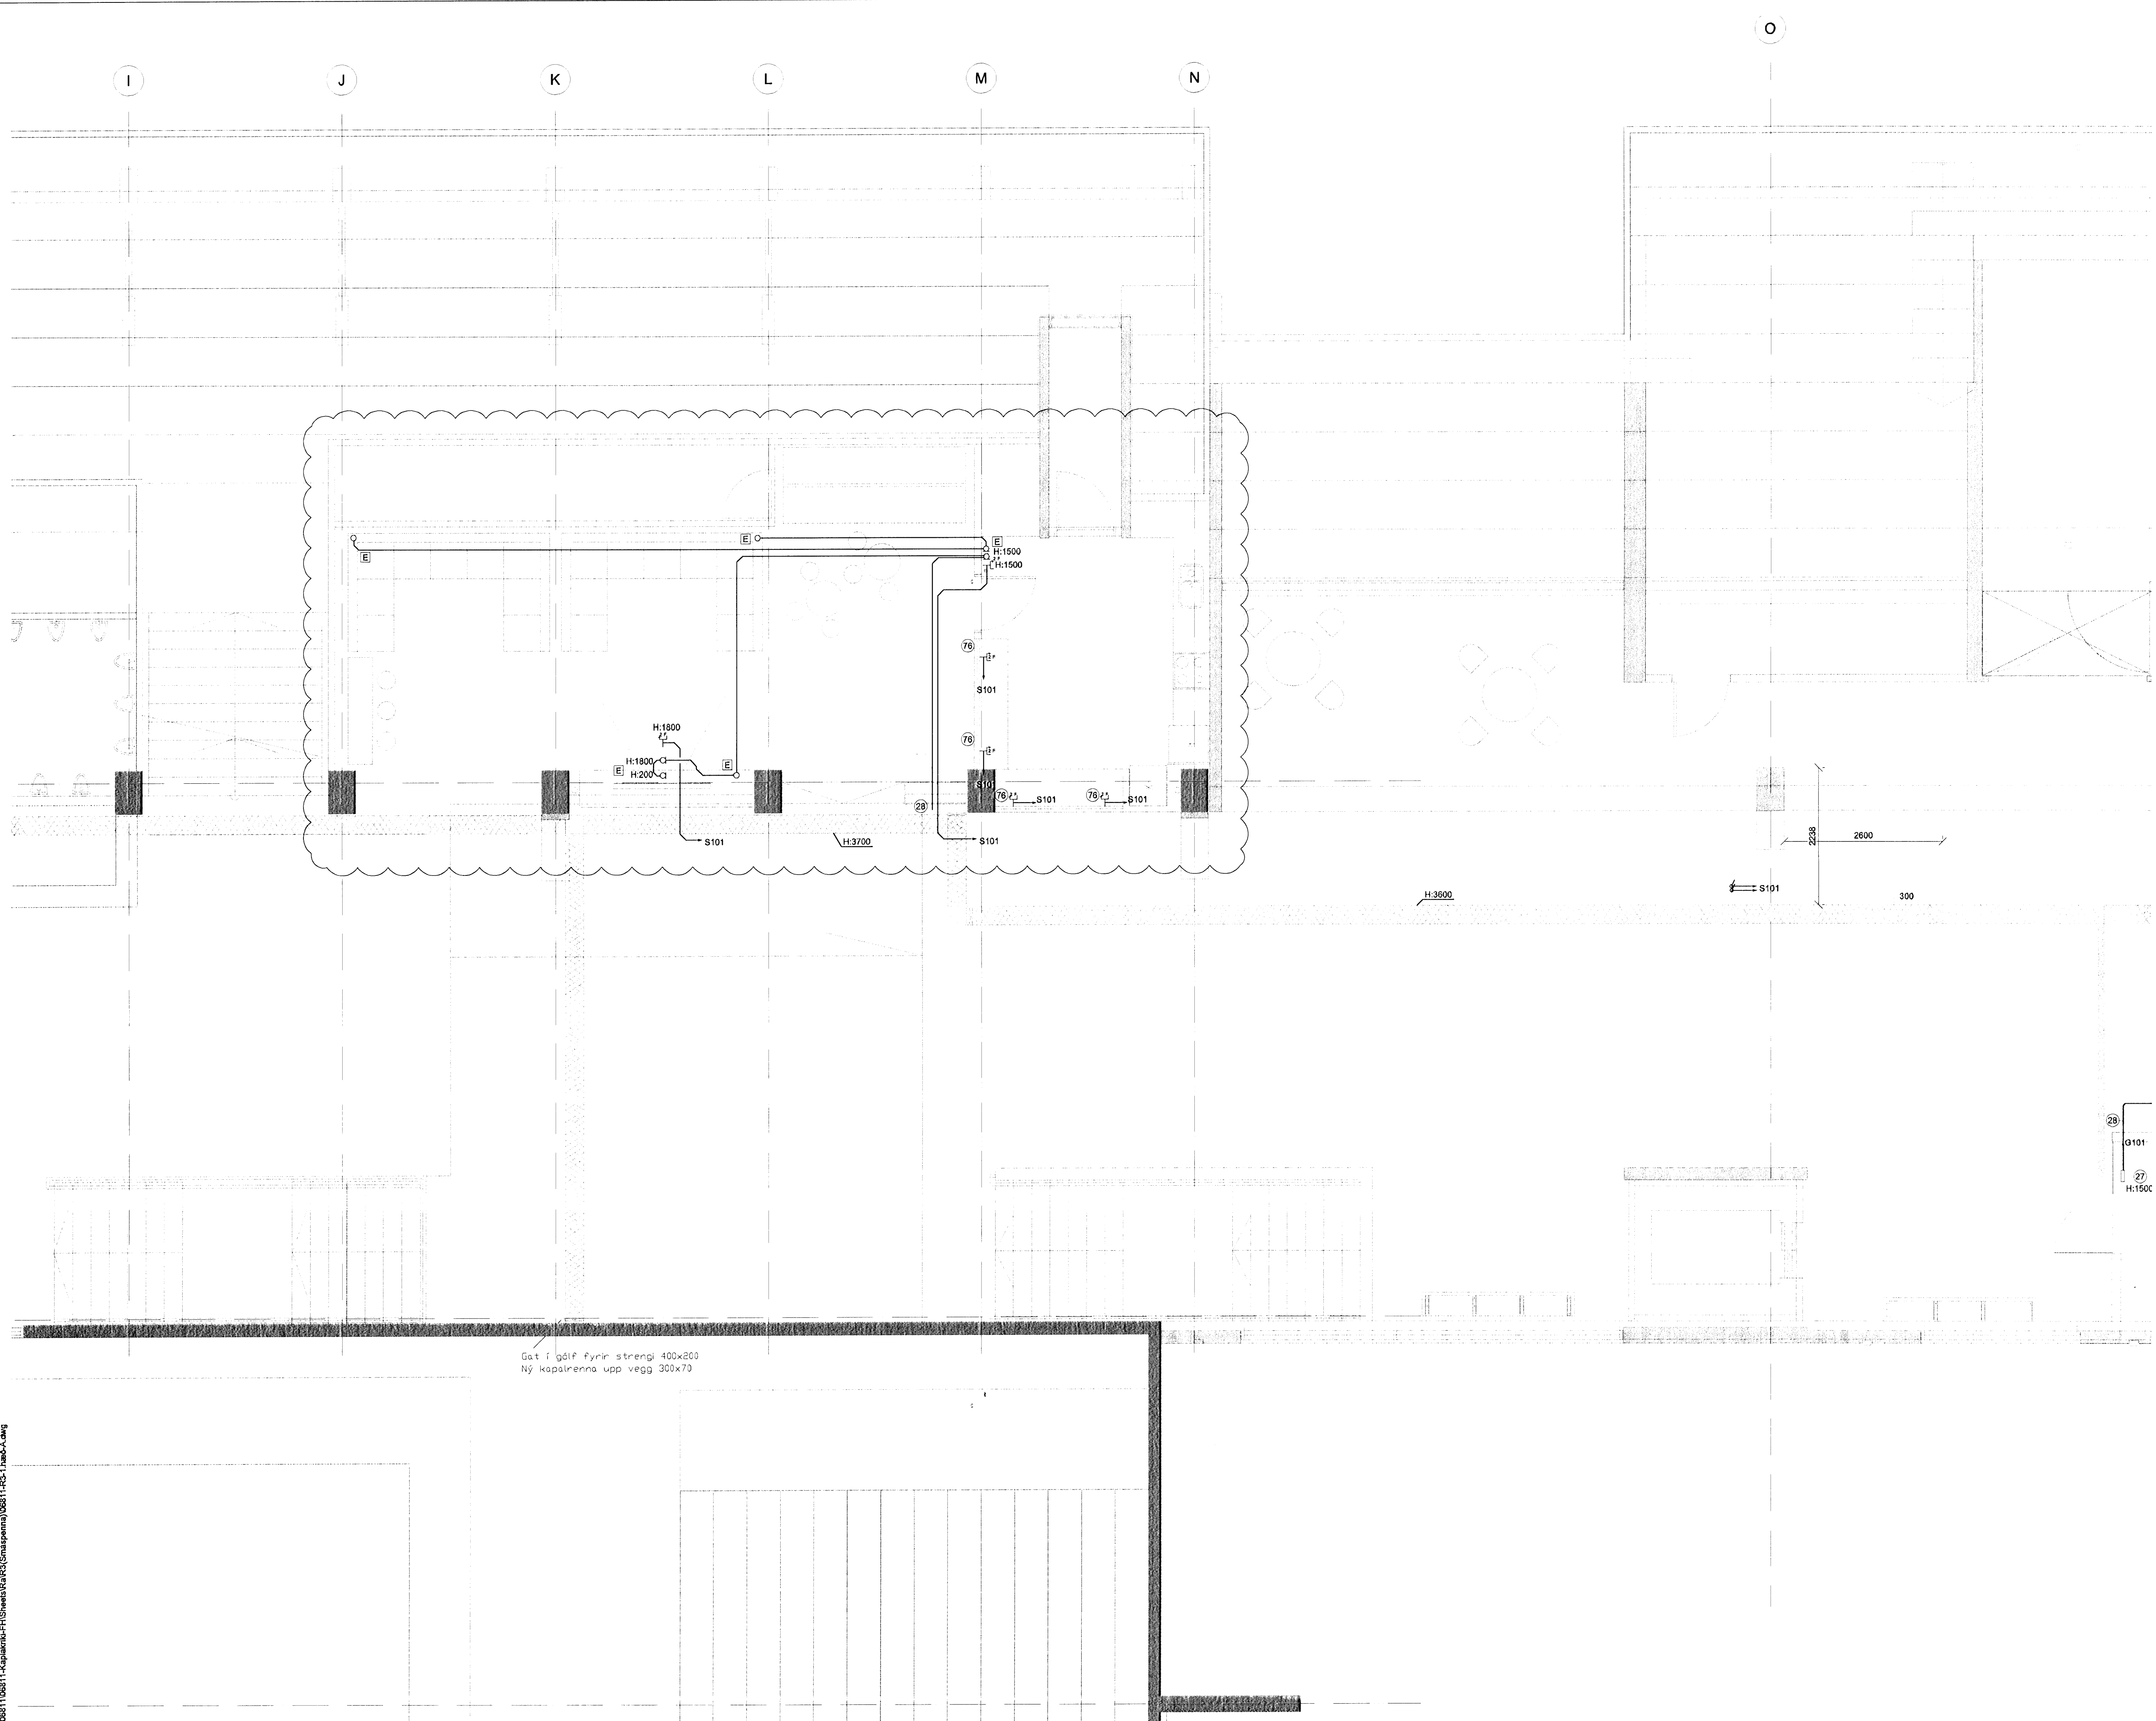 O
I
J
K
L
M
N
E
E
E
H:1500
H:1500
76
S101
H:1800
76
H:1800
E
E
H:200
S101
28
76
S101
76
S101
2238
2600
S101
H:3700
S101
S101
H:3600
300
28
G101
27
H:1500
Gat í gólf fyrir strengi 400x200
Ný kapalrenna upp vegg 300x70